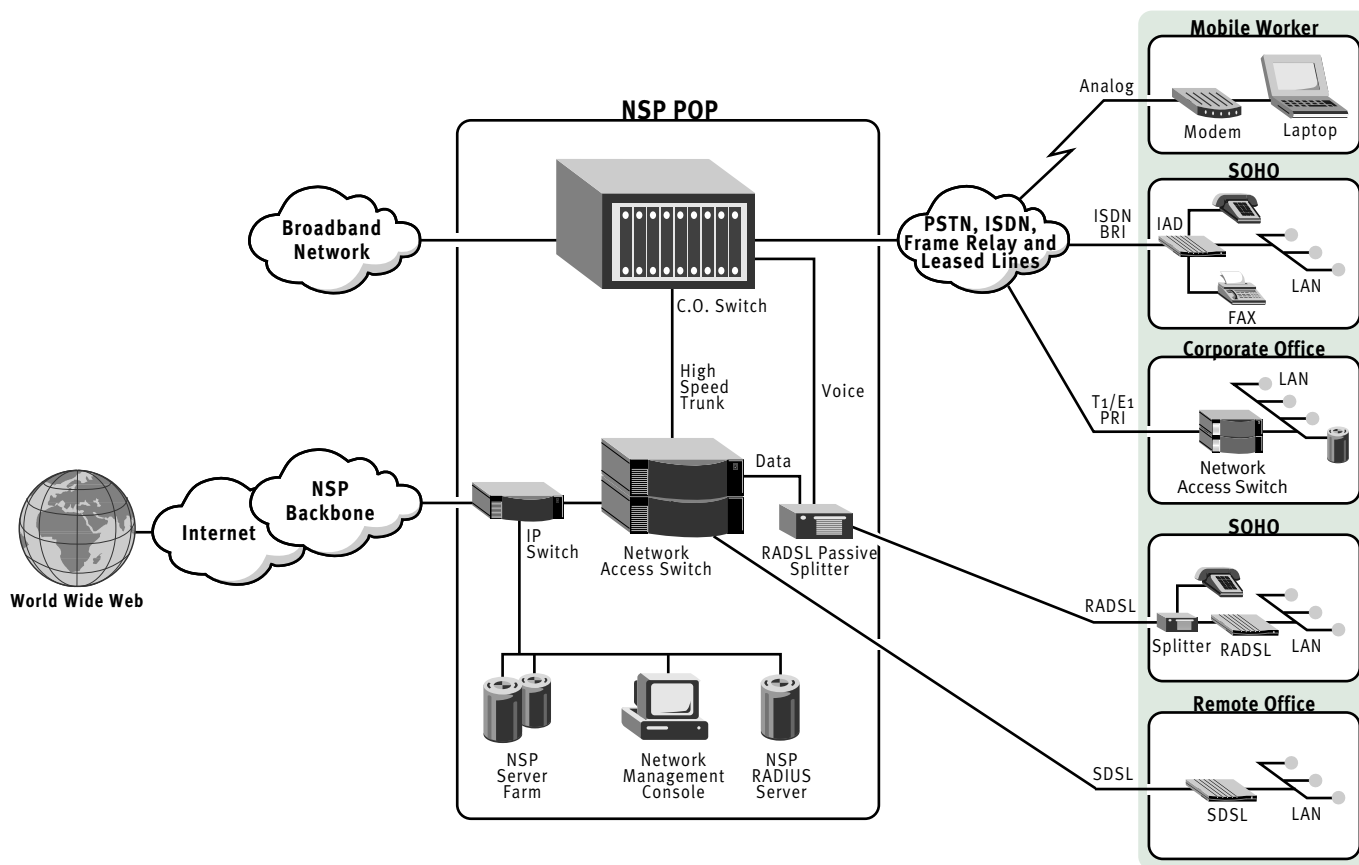 NSP POP
Broadband
Network
C.O. Switch
PSTN, ISDN,
Frame Relay and
Leased Lines
High
Speed
Trunk
Voice
Data
World Wide Web
Internet
NSP
Backbone
IP
Switch
Network
Access Switch
RADSL Passive
Splitter
NSP
Server
Farm
Network
Management
Console
NSP
RADIUS
Server
Analog
Mobile Worker
Modem
Laptop
ISDN
BRI
SOHO
IAD
LAN
FAX
T1/E1
PRI
Corporate Office
LAN
Network
Access Switch
RADSL
SOHO
Splitter
RADSL
LAN
SDSL
Remote Office
SDSL
LAN